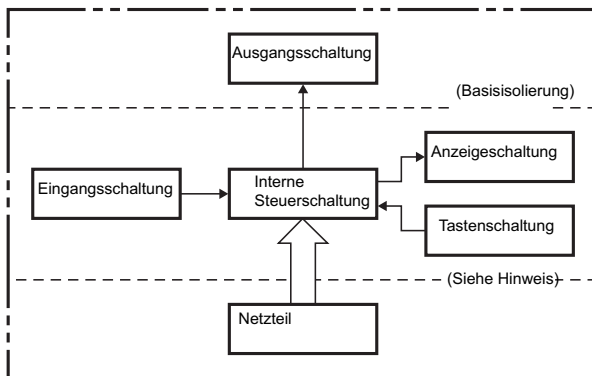 Ausgangsschaltung
(Basisisolierung)
Anzeigeschaltung
Eingangsschaltung
Interne
Steuerschaltung
Tastenschaltung
(Siehe Hinweis)
Netzteil